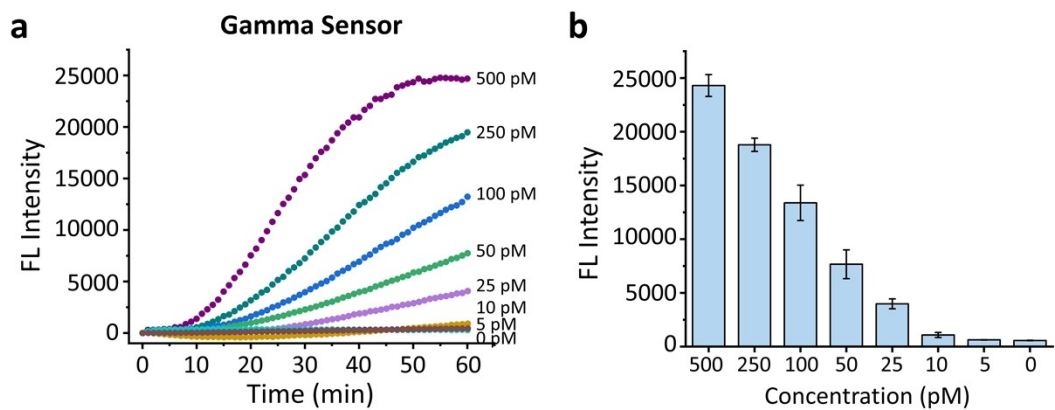 a
Gamma Sensor
FL Intensity
25000
20000
15000
10000
5000
0
0
10
20
30
40
50
60
Time (min)
500 pM
250 pM
100 pM
50 pM
25 pM
10 pM
5 pM
0 pM
b
FL Intensity
25000
20000
15000
10000
5000
0
500
250
100
50
25
10
5
0
Concentration (pM)